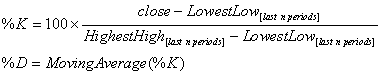 %K = 100 × close − LowestLow[last n periods] / HighestHigh[last n periods] − LowestLow[last n periods]
%D = MovingAverage(%K)